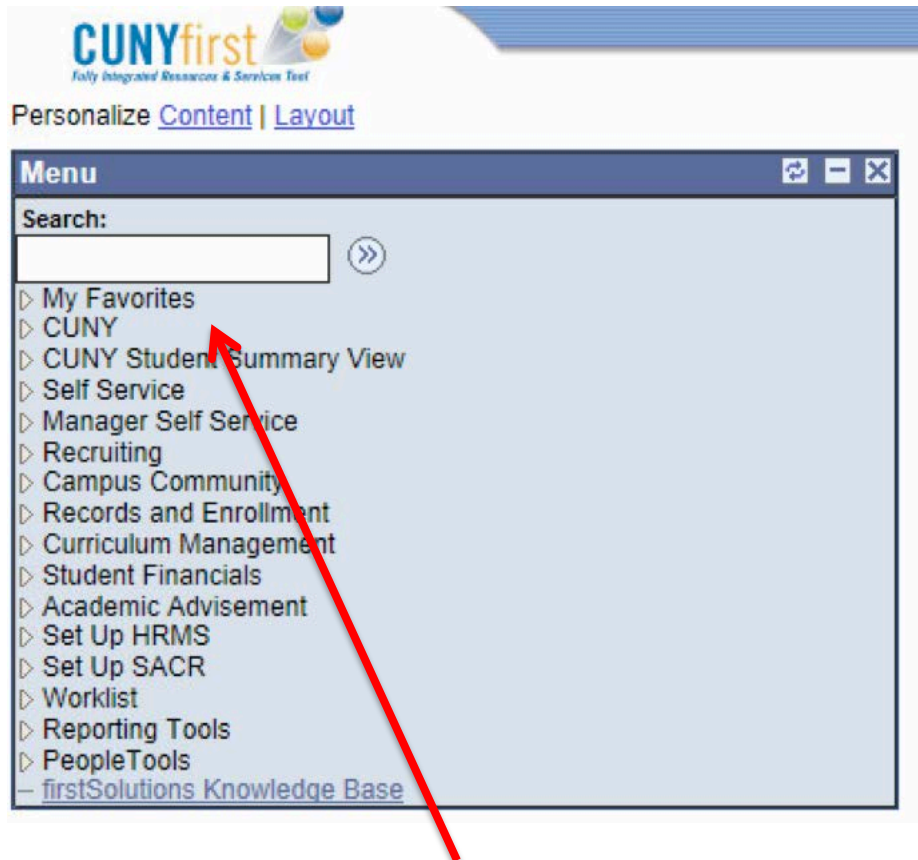 CUNYfirst
Fully Integrated Resources & Services Tool
Personalize Content | Layout
Menu
Search:
My Favorites
CUNY
CUNY Student Summary View
Self Service
Manager Self Service
Recruiting
Campus Community
Records and Enrollment
Curriculum Management
Student Financials
Academic Advisement
Set Up HRMS
Set Up SACR
Worklist
Reporting Tools
PeopleTools
firstSolutions Knowledge Base